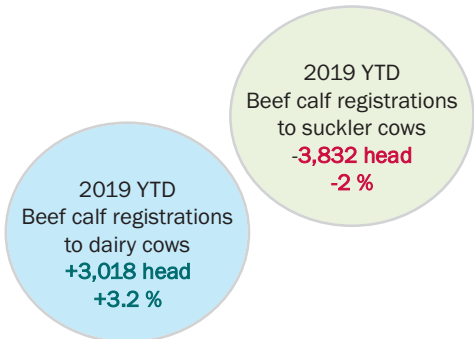 2019 YTD
Beef calf registrations
to suckler cows
-3,832 head
-2 %
2019 YTD
Beef calf registrations
to dairy cows
+3,018 head
+3.2 %